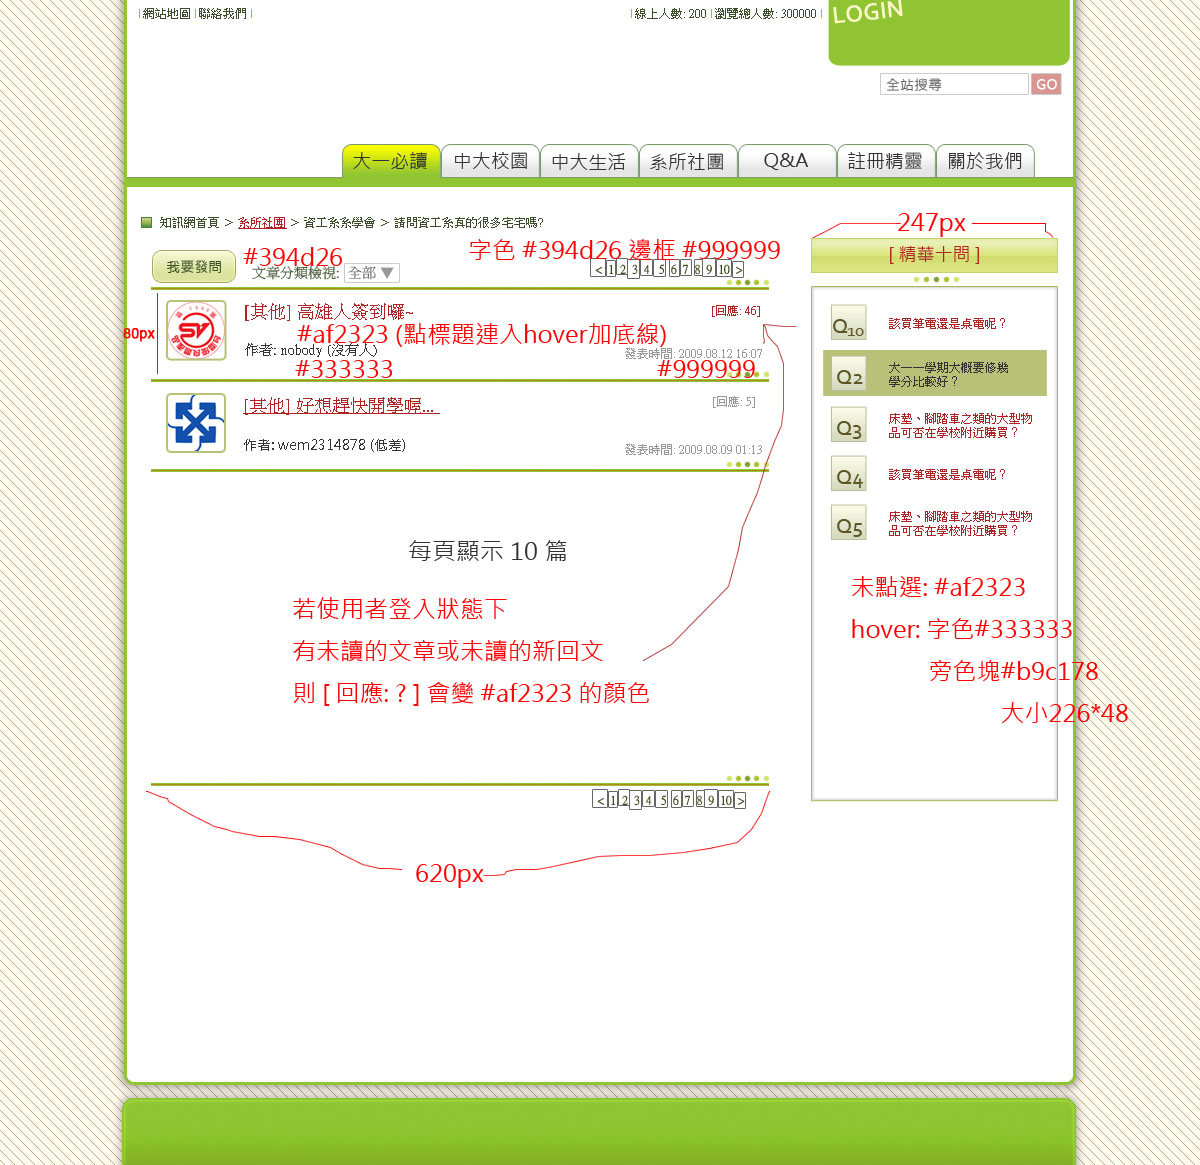 網站地圖 | 聯絡我們
線上人數: 200 | 瀏覽總人數: 300000
LOGIN
全站搜尋 GO
大一必讀 中大校園 中大生活 系所社團 Q&A 註冊精靈 關於我們
知訊網首頁 > 系所社團 > 資工系系學會 > 請問資工系真的很多宅宅嗎?
247px
字色 #394d26 邊框 #999999
#394d26
我要發問 文章分類檢視: 全部 ▼
< 1 2 3 4 5 6 7 8 9 10 >
[其他] 高雄人簽到囉~
[回應: 46]
80px
#af2323 (點標題連入hover加底線)
作者: nobody (沒有人)
發表時間: 2009.08.12 16:07
#333333
#999999
[其他] 好想趕快開學喔...
[回應: 5]
作者: wem2314878 (低差)
發表時間: 2009.08.09 01:13
每頁顯示 10 篇
若使用者登入狀態下
有未讀的文章或未讀的新回文
則 [ 回應: ? ] 會變 #af2323 的顏色
< 1 2 3 4 5 6 7 8 9 10 >
620px
[ 精華十問 ]
Q10 該買筆電還是桌電呢？
Q2 大一一學期大概要修幾
學分比較好？
Q3 床墊、腳踏車之類的大型物
品可否在學校附近購買？
Q4 該買筆電還是桌電呢？
Q5 床墊、腳踏車之類的大型物
品可否在學校附近購買？
未點選: #af2323
hover: 字色#333333
旁色塊#b9c178
大小226*48